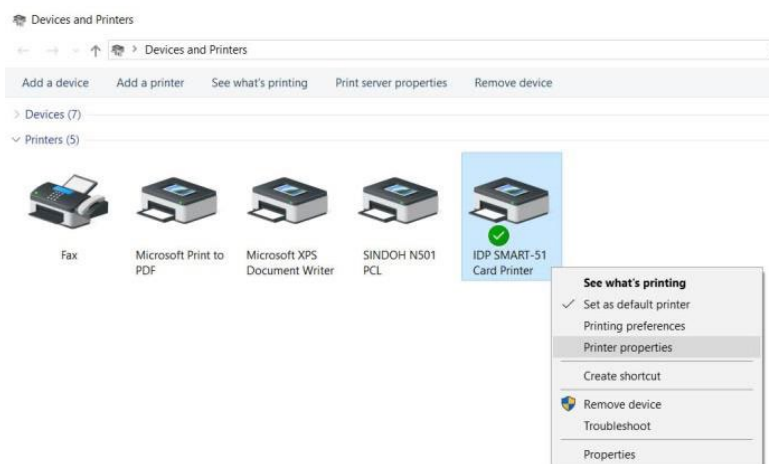 Devices and Printers
Devices and Printers
Add a device Add a printer See what's printing Print server properties Remove device
Devices (7)
Printers (5)
Fax
Microsoft Print to
PDF
Microsoft XPS
Document Writer
SINDOH N501
PCL
IDP SMART-51
Card Printer
See what's printing
Set as default printer
Printing preferences
Printer properties
Create shortcut
Remove device
Troubleshoot
Properties